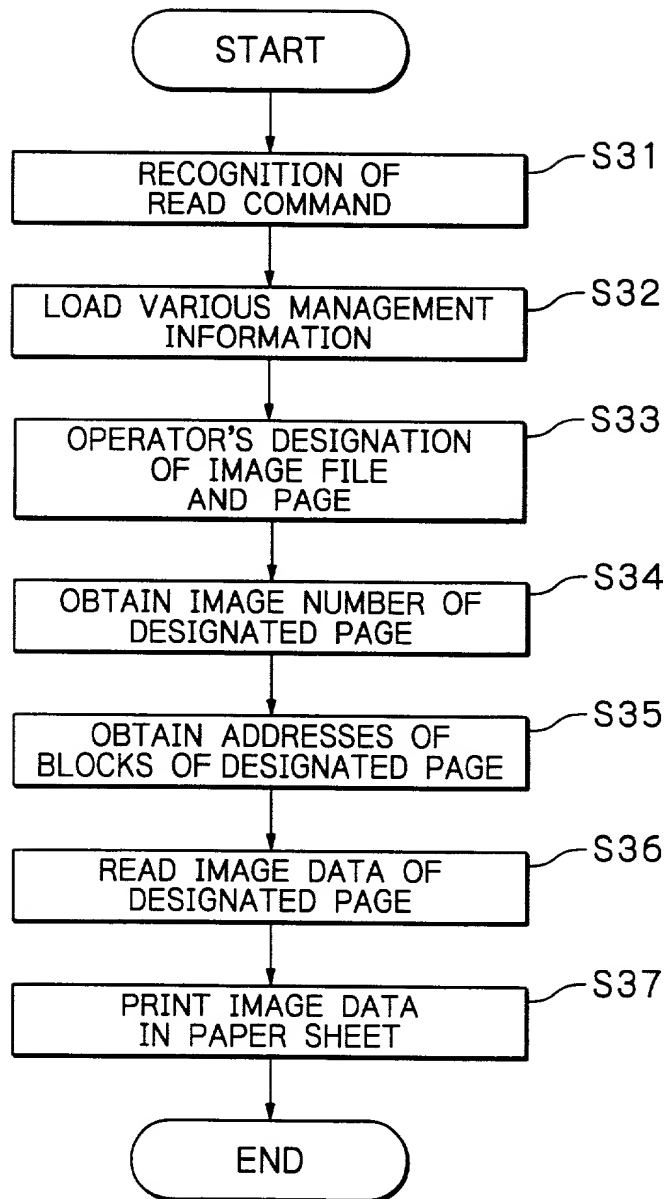 START
S31
RECOGNITION OF
READ COMMAND
S32
LOAD VARIOUS MANAGEMENT
INFORMATION
S33
OPERATOR'S DESIGNATION
OF IMAGE FILE
AND PAGE
S34
OBTAIN IMAGE NUMBER OF
DESIGNATED PAGE
S35
OBTAIN ADDRESSES OF
BLOCKS OF DESIGNATED PAGE
S36
READ IMAGE DATA OF
DESIGNATED PAGE
S37
PRINT IMAGE DATA
IN PAPER SHEET
END